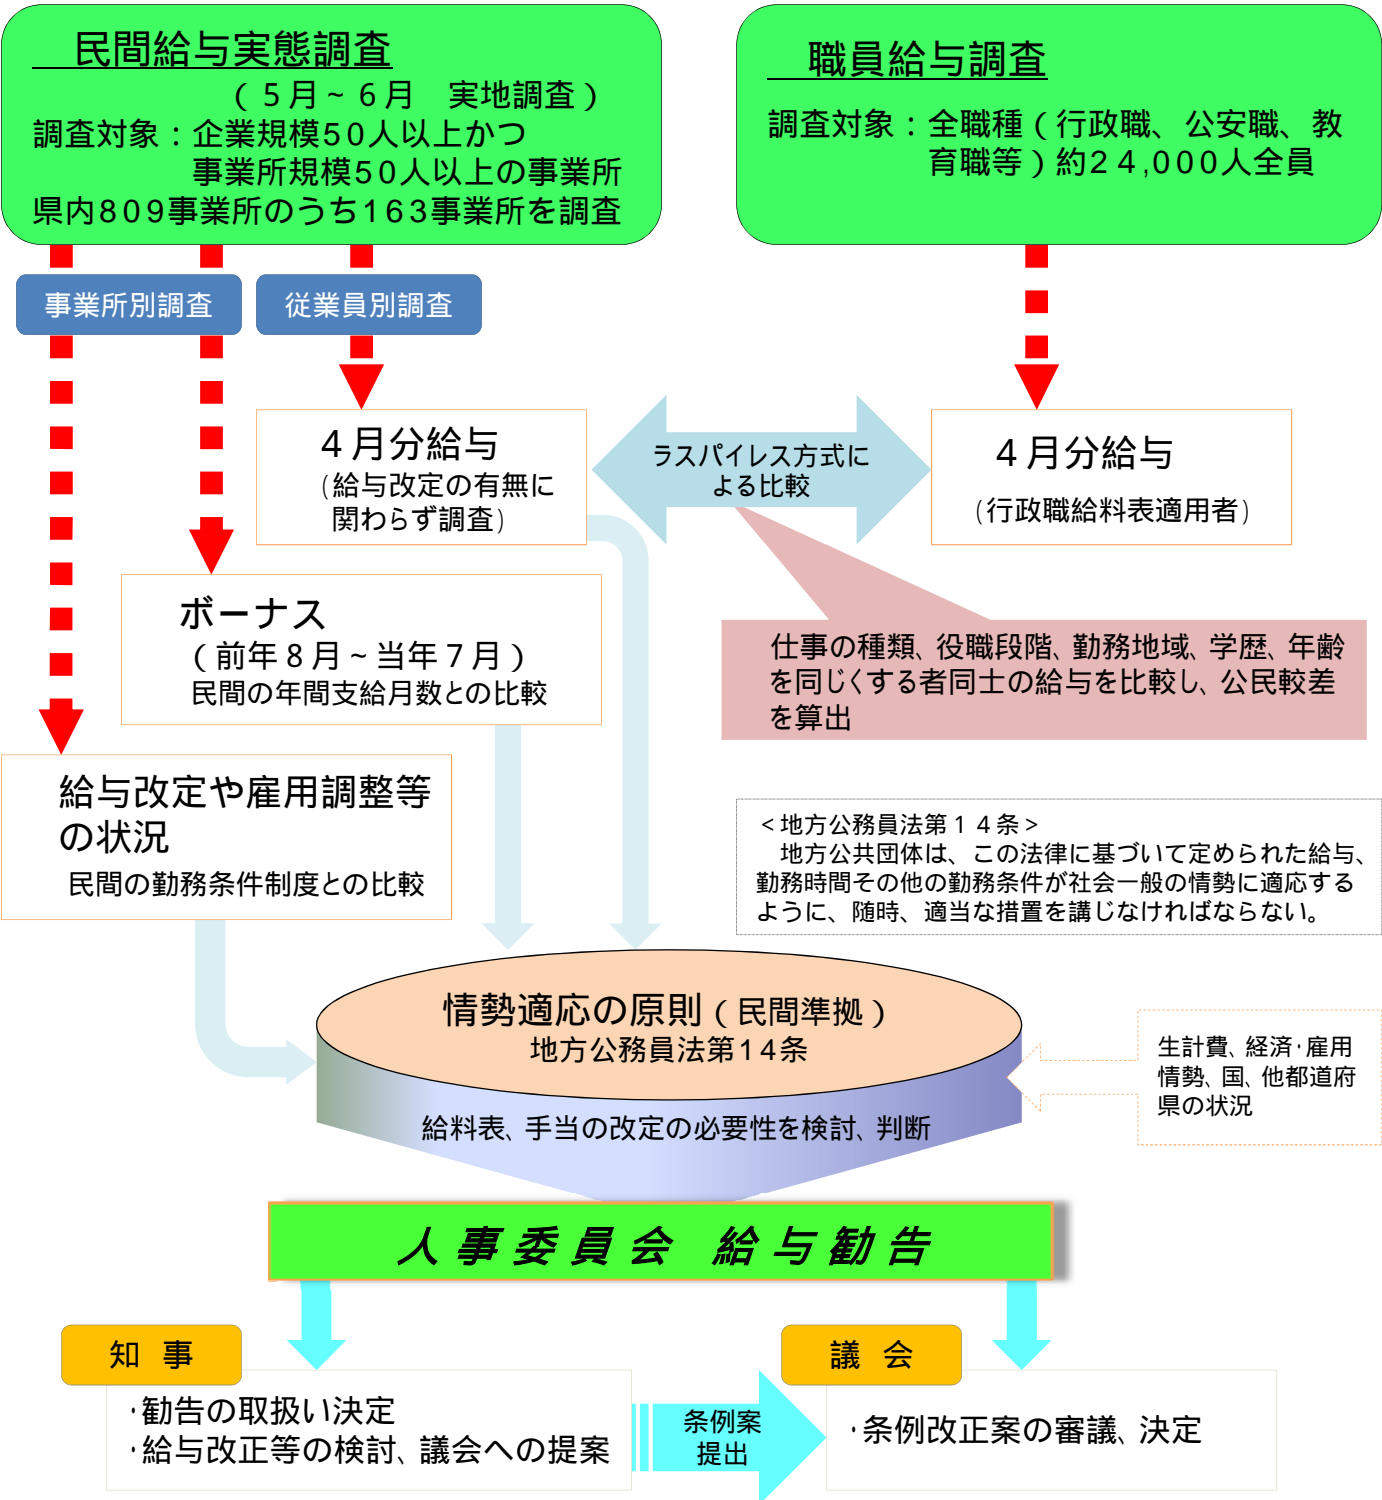 民間給与実態調査
(5月~6月 実地調査)
調査対象:企業規模50人以上かつ
事業所規模50人以上の事業所
県内809事業所のうち163事業所を調査
職員給与調査
調査対象:全職種(行政職、公安職、教
育職等)約24,000人全員
事業所別調査
従業員別調査
4月分給与
(給与改定の有無に
関わらず調査)
ラスパイレス方式に
よる比較
4月分給与
(行政職給料表適用者)
ボーナス
(前年8月~当年7月)
民間の年間支給月数との比較
仕事の種類、役職段階、勤務地域、学歴、年齢
を同じくする者同士の給与を比較し、公民較差
を算出
給与改定や雇用調整等
の状況
民間の勤務条件制度との比較
<地方公務員法第14条>
地方公共団体は、この法律に基づいて定められた給与、
勤務時間その他の勤務条件が社会一般の情勢に適応する
ように、随時、適当な措置を講じなければならない。
情勢適応の原則(民間準拠)
地方公務員法第14条
給料表、手当の改定の必要性を検討、判断
生計費、経済・雇用
情勢、国、他都道府
県の状況
人事委員会 給与勧告
知 事
・勧告の取扱い決定
・給与改正等の検討、議会への提案
条例案
提出
議 会
・条例改正案の審議、決定